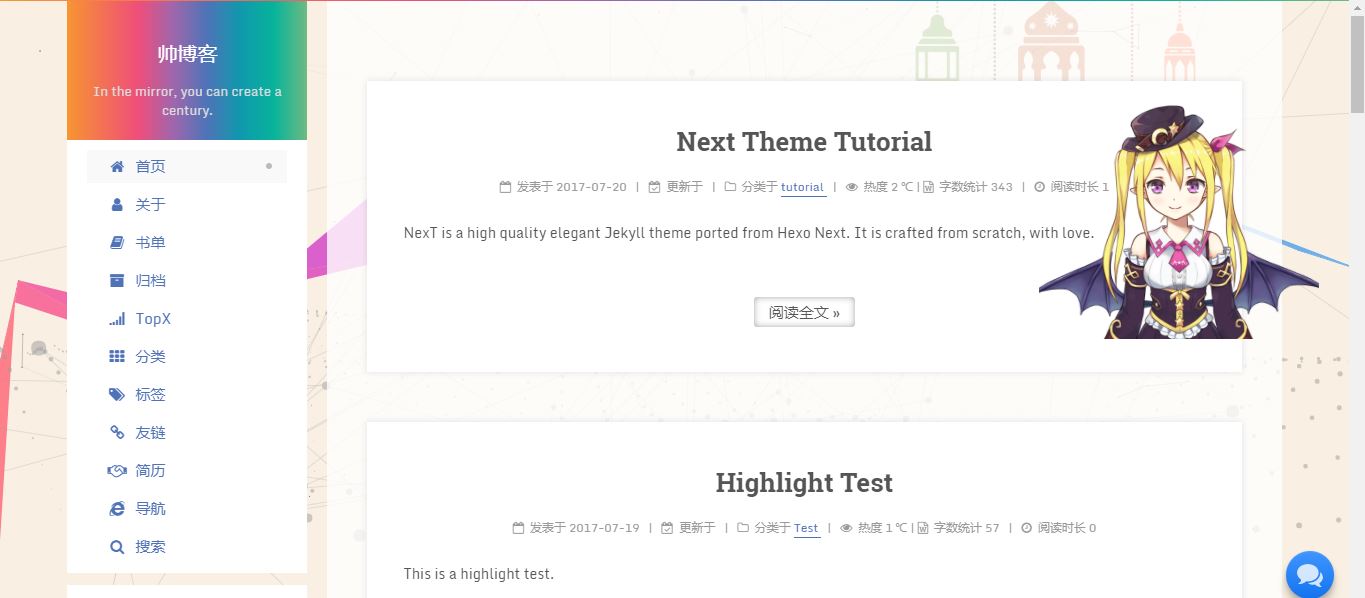 帅博客
In the mirror, you can create a
century.
首页
关于
书单
归档
TopX
分类
标签
友链
简历
导航
搜索
Next Theme Tutorial
发表于 2017-07-20 | 更新于 | 分类于 tutorial | 热度 2 ℃ | 字数统计 343 | 阅读时长 1
NexT is a high quality elegant Jekyll theme ported from Hexo Next. It is crafted from scratch, with love.
阅读全文 »
Highlight Test
发表于 2017-07-19 | 更新于 | 分类于 Test | 热度 1 ℃ | 字数统计 57 | 阅读时长 0
This is a highlight test.